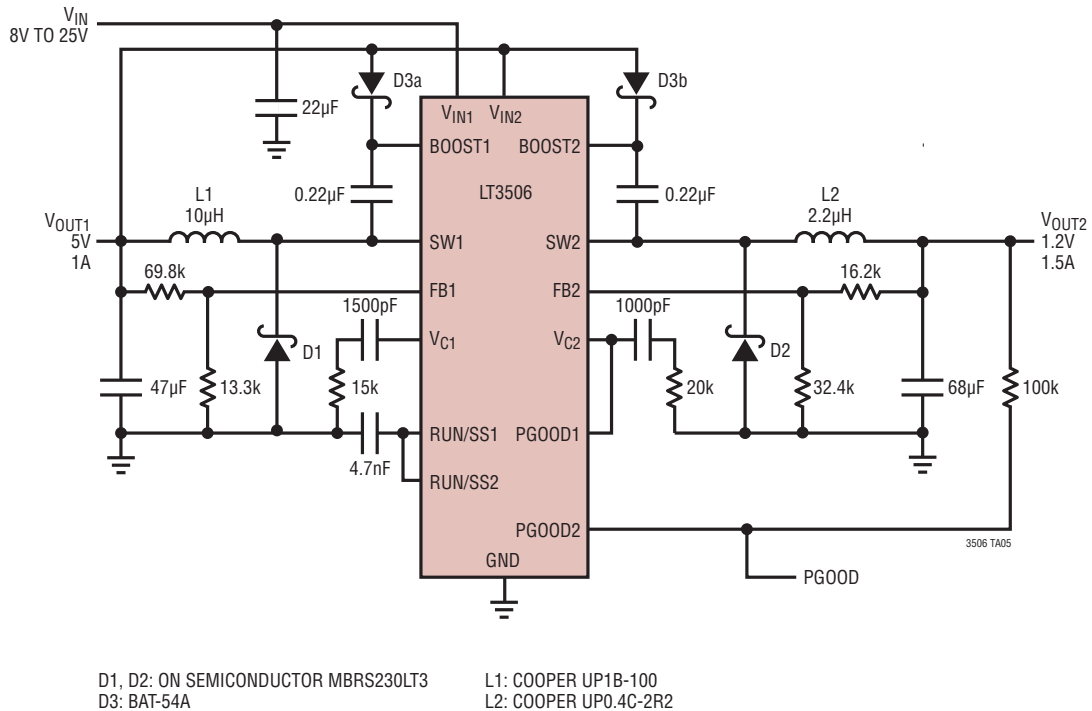 VIN
8V TO 25V
D3a
D3b
22µF
VIN1 VIN2
BOOST1 BOOST2
LT3506
0.22µF
0.22µF
L1
10µH
L2
2.2µH
VOUT1
5V
1A
SW1 SW2
VOUT2
1.2V
1.5A
69.8k
16.2k
FB1 FB2
1500pF
1000pF
VC1 VC2
D1
D2
47µF
13.3k
15k
20k
32.4k
68µF
100k
RUN/SS1 PGOOD1
4.7nF
RUN/SS2
PGOOD2
3506 TA05
GND
PGOOD
D1, D2: ON SEMICONDUCTOR MBRS230LT3
D3: BAT-54A
L1: COOPER UP1B-100
L2: COOPER UP0.4C-2R2